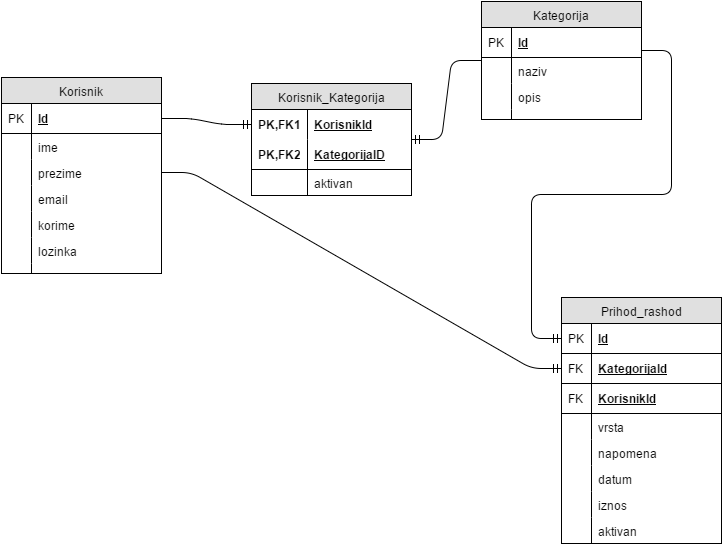 Kategorija
PK Id
naziv
opis
Korisnik
PK Id
ime
prezime
email
korime
lozinka
Korisnik_Kategorija
PK,FK1 KorisnikId
PK,FK2 KategorijaID
aktivan
Prihod_rashod
PK Id
FK KategorijaId
FK KorisnikId
vrsta
napomena
datum
iznos
aktivan